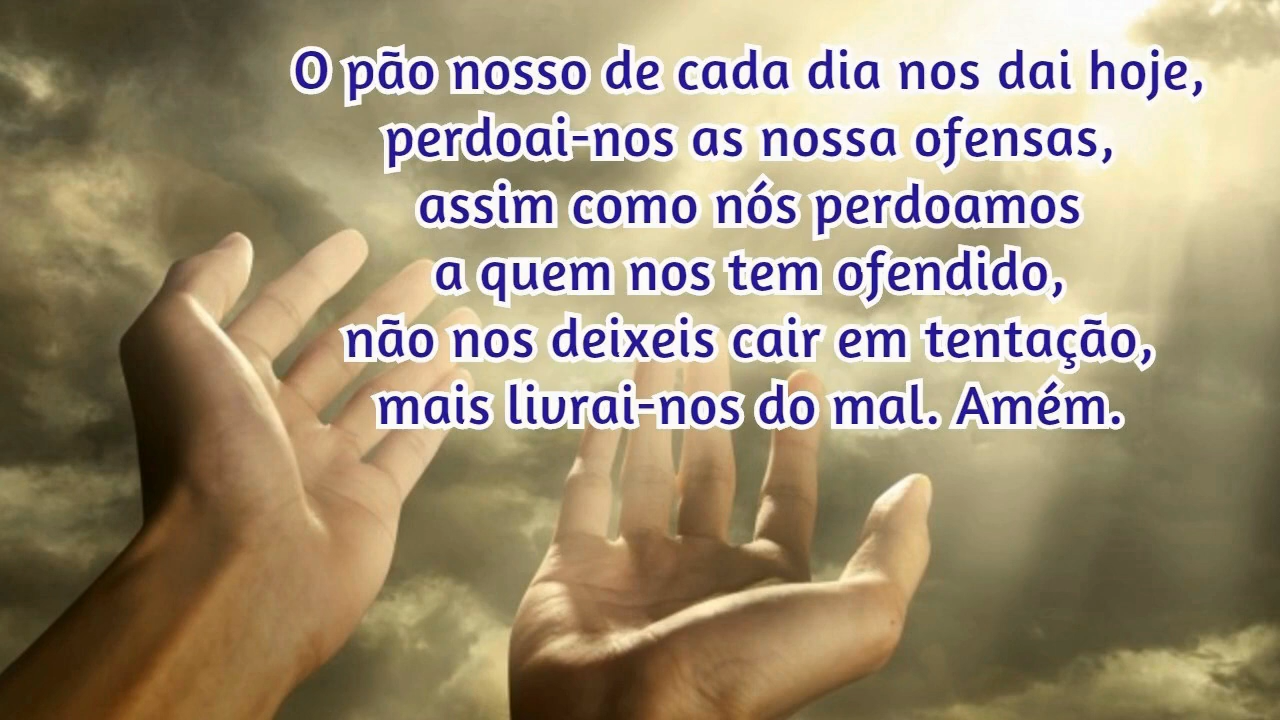 O pão nosso de cada dia nos dai hoje,
perdoai-nos as nossa ofensas,
assim como nós perdoamos
a quem nos tem ofendido,
não nos deixeis cair em tentação,
mais livrai-nos do mal. Amém.